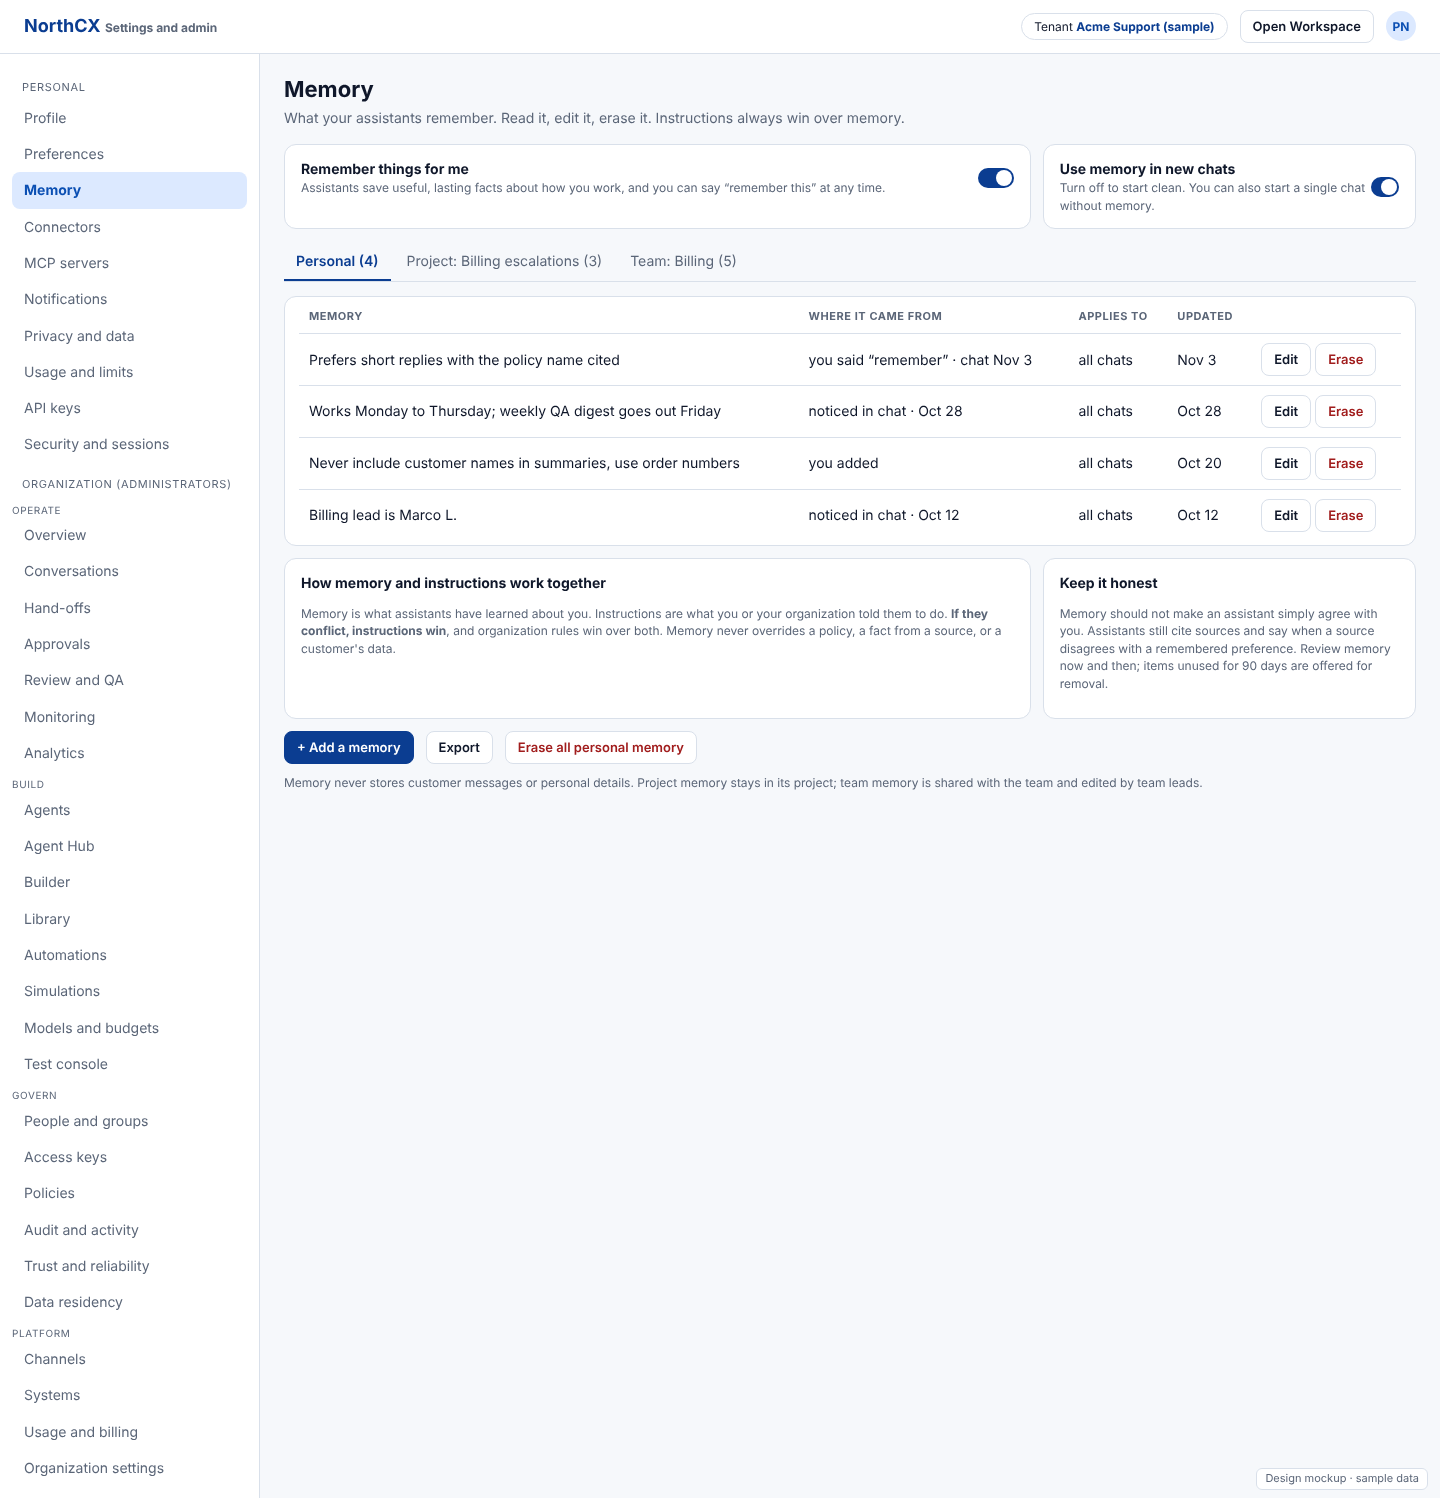 NorthCX Settings and admin
Tenant Acme Support (sample)
Open Workspace
PN
PERSONAL
Profile
Preferences
Memory
Connectors
MCP servers
Notifications
Privacy and data
Usage and limits
API keys
Security and sessions
ORGANIZATION (ADMINISTRATORS)
OPERATE
Overview
Conversations
Hand-offs
Approvals
Review and QA
Monitoring
Analytics
BUILD
Agents
Agent Hub
Builder
Library
Automations
Simulations
Models and budgets
Test console
GOVERN
People and groups
Access keys
Policies
Audit and activity
Trust and reliability
Data residency
PLATFORM
Channels
Systems
Usage and billing
Organization settings
Memory
What your assistants remember. Read it, edit it, erase it. Instructions always win over memory.
Remember things for me
Assistants save useful, lasting facts about how you work, and you can say “remember this” at any time.
Use memory in new chats
Turn off to start clean. You can also start a single chat
without memory.
Personal (4) Project: Billing escalations (3) Team: Billing (5)
MEMORY WHERE IT CAME FROM APPLIES TO UPDATED
Prefers short replies with the policy name cited you said “remember” · chat Nov 3 all chats Nov 3 Edit Erase
Works Monday to Thursday; weekly QA digest goes out Friday noticed in chat · Oct 28 all chats Oct 28 Edit Erase
Never include customer names in summaries, use order numbers you added all chats Oct 20 Edit Erase
Billing lead is Marco L. noticed in chat · Oct 12 all chats Oct 12 Edit Erase
How memory and instructions work together
Memory is what assistants have learned about you. Instructions are what you or your organization told them to do. If they
conflict, instructions win, and organization rules win over both. Memory never overrides a policy, a fact from a source, or a
customer's data.
Keep it honest
Memory should not make an assistant simply agree with
you. Assistants still cite sources and say when a source
disagrees with a remembered preference. Review memory
now and then; items unused for 90 days are offered for
removal.
+ Add a memory Export Erase all personal memory
Memory never stores customer messages or personal details. Project memory stays in its project; team memory is shared with the team and edited by team leads.
Design mockup · sample data